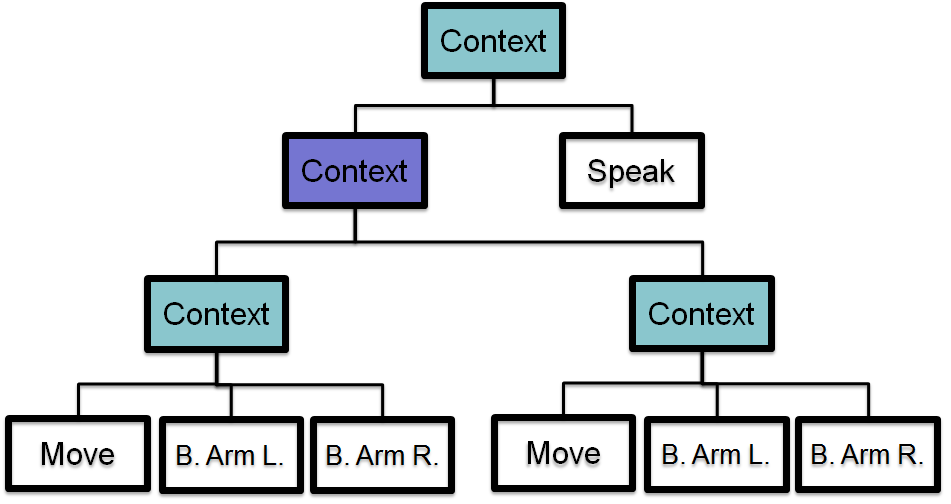 Context
Context
Speak
Context
Context
Move
B. Arm L.
B. Arm R.
Move
B. Arm L.
B. Arm R.